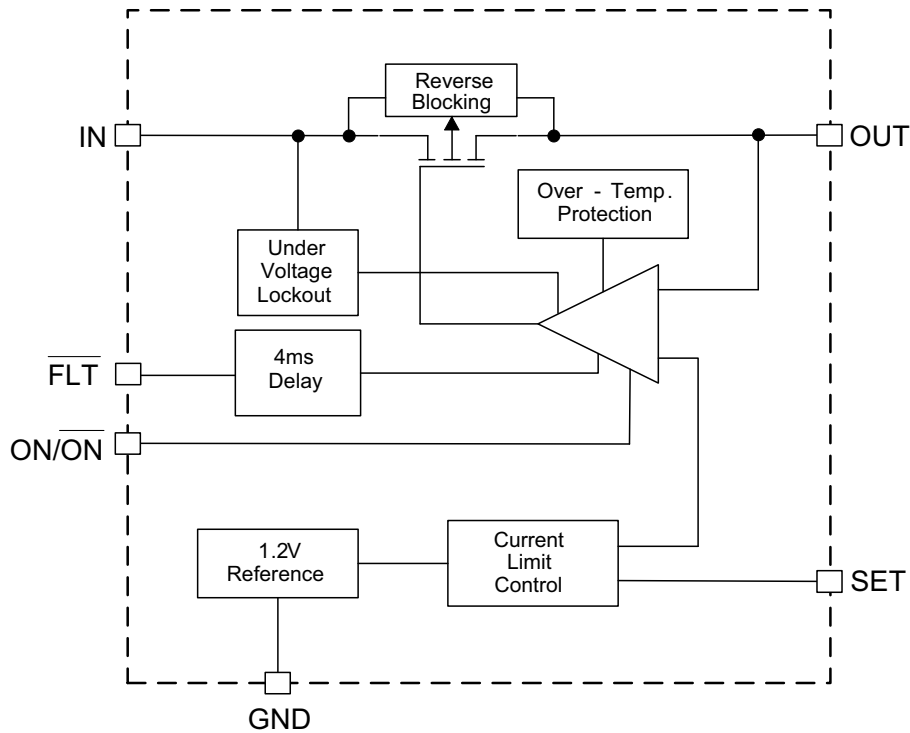 Reverse
Blocking
IN
OUT
Over - Temp.
Protection
Under
Voltage
Lockout
FLT
4ms
Delay
ON/ON
1.2V
Reference
Current
Limit
Control
SET
GND